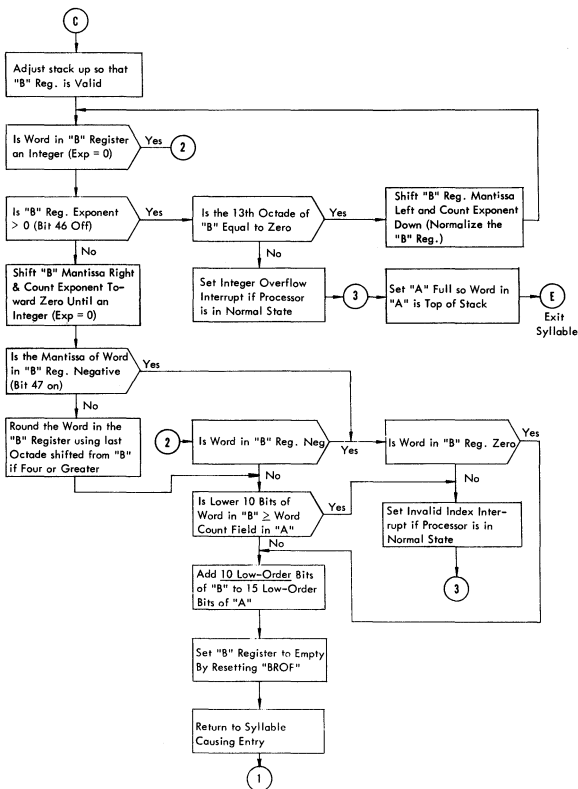 C
Adjust stack up so that
"B" Reg. is Valid
Is Word in "B" Register
an Integer (Exp = 0)
Yes
2
Is "B" Reg. Exponent
> 0 (Bit 46 Off)
Yes
Is the 13th Octade of
"B" Equal to Zero
Yes
Shift "B" Reg. Mantissa
Left and Count Exponent
Down (Normalize the
"B" Reg.)
No
No
Shift "B" Mantissa Right
& Count Exponent To-
ward Zero Until an
Integer (Exp = 0)
Set Integer Overflow
Interrupt if Processor
is in Normal State
3
Set "A" Full so Word in
"A" is Top of Stack
E
Exit
Syllable
Is the Mantissa of Word
in "B" Reg. Negative
(Bit 47 on)
Yes
No
Round the Word in the
"B" Register using last
Octade shifted from "B"
if Four or Greater
2
Is Word in "B" Reg. Neg
Yes
Is Word in "B" Reg. Zero
Yes
No
No
Is Lower 10 Bits of
Word in "B" ≥ Word
Count Field in "A"
Yes
Set Invalid Index Inter-
rupt if Processor is in
Normal State
No
3
Add 10 Low-Order Bits
of "B" to 15 Low-Order
Bits of "A"
Set "B" Register to Empty
By Resetting "BROF"
Return to Syllable
Causing Entry
1